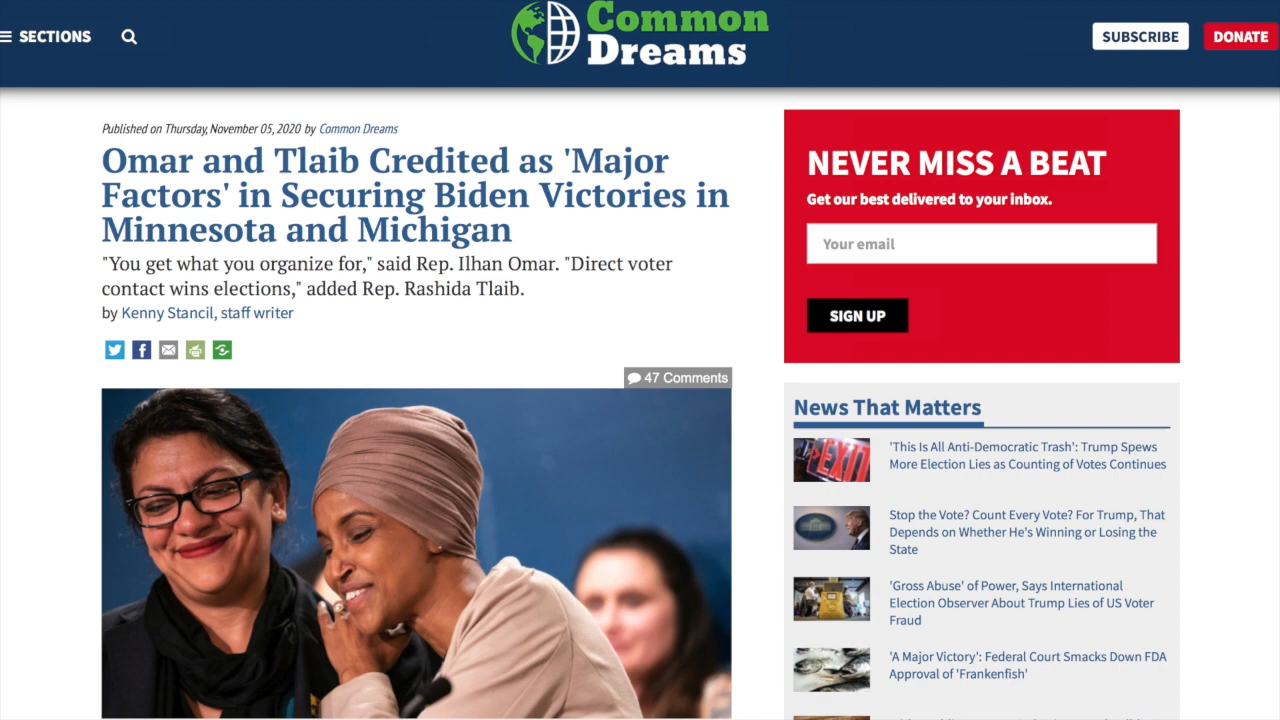 SECTIONS
Common
Dreams
SUBSCRIBE
DONATE
Published on Thursday, November 05, 2020 by Common Dreams
Omar and Tlaib Credited as 'Major
Factors' in Securing Biden Victories in
Minnesota and Michigan
"You get what you organize for," said Rep. Ilhan Omar. "Direct voter
contact wins elections," added Rep. Rashida Tlaib.
by Kenny Stancil, staff writer
47 Comments
NEVER MISS A BEAT
Get our best delivered to your inbox.
Your email
SIGN UP
News That Matters
EXIT
'This Is All Anti-Democratic Trash': Trump Spews
More Election Lies as Counting of Votes Continues
Stop the Vote? Count Every Vote? For Trump, That
Depends on Whether He's Winning or Losing the
State
'Gross Abuse' of Power, Says International
Election Observer About Trump Lies of US Voter
Fraud
'A Major Victory': Federal Court Smacks Down FDA
Approval of 'Frankenfish'